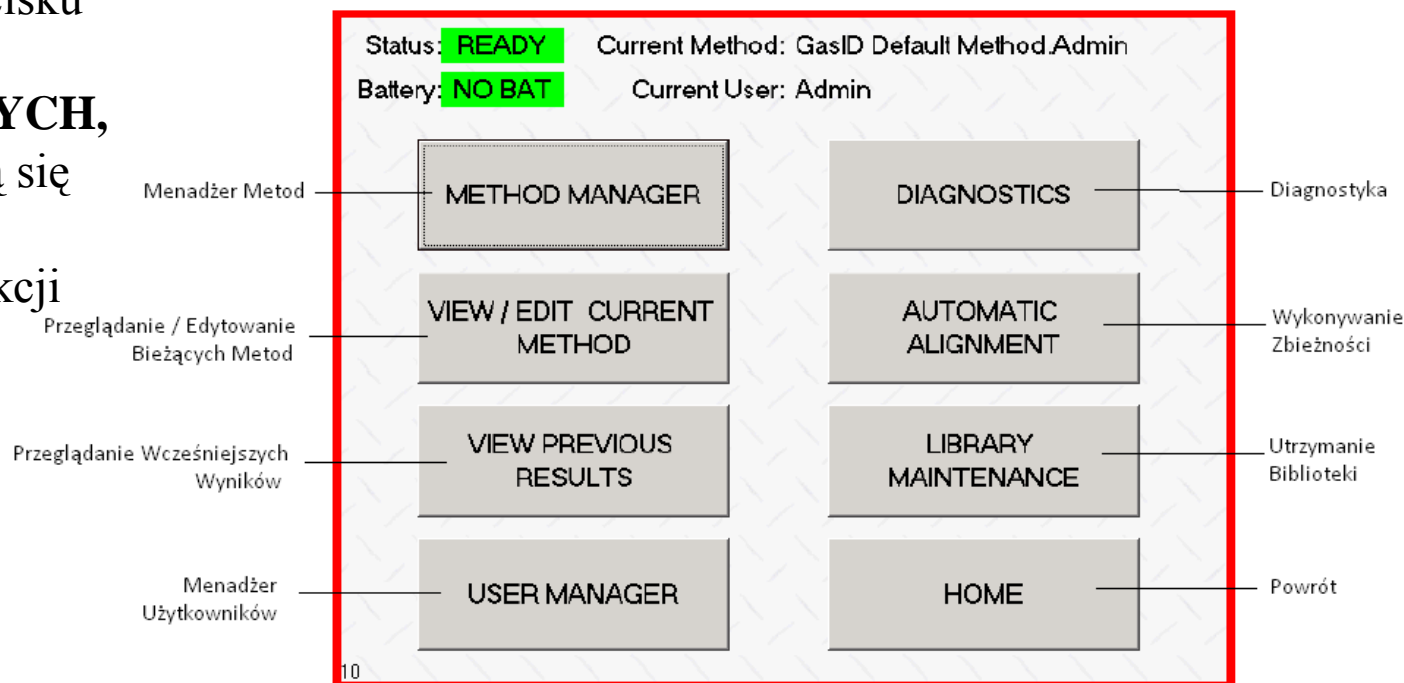 cisku
YCH,
ą się
kcji
Status: READY Current Method: GasID Default Method.Admin
Battery: NO BAT Current User: Admin
Menadżer Metod
METHOD MANAGER
DIAGNOSTICS
Diagnostyka
Przeglądanie / Edytowanie
Bieżących Metod
VIEW / EDIT CURRENT
METHOD
AUTOMATIC
ALIGNMENT
Wykonywanie
Zbieżności
Przeglądanie Wcześniejszych
Wyników
VIEW PREVIOUS
RESULTS
LIBRARY
MAINTENANCE
Utrzymanie
Biblioteki
Menadżer
Użytkowników
USER MANAGER
HOME
Powrót
10